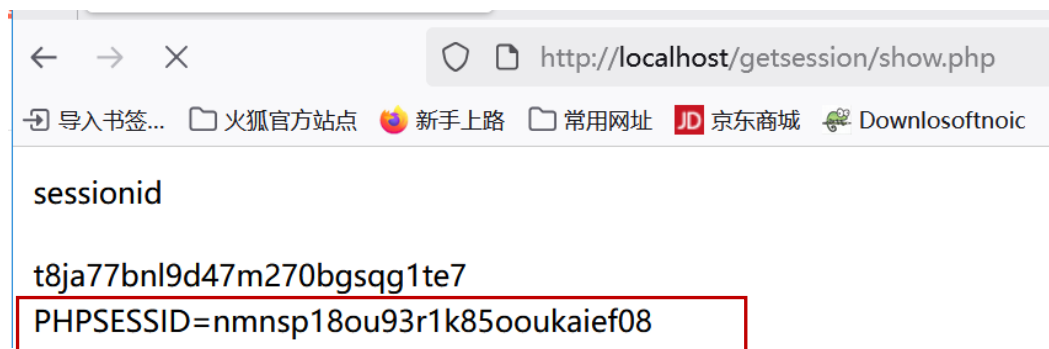 http://localhost/getsession/show.php
导入书签... 火狐官方站点 新手上路 常用网址 JD 京东商城 Downlosoftnoic
sessionid
t8ja77bnl9d47m270bgsqg1te7
PHPSESSID=nmnsp18ou93r1k85ooukaief08